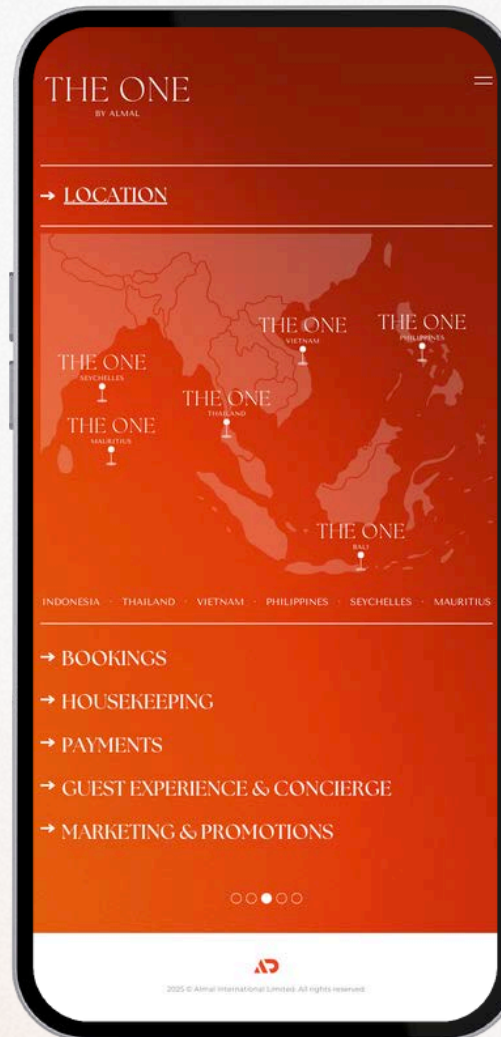 THE ONE
BY ALMAL
→ LOCATION
THE ONE
VIETNAM
THE ONE
PHILIPPINES
THE ONE
SEYCHELLES
THE ONE
THAILAND
THE ONE
MAURITIUS
THE ONE
BALI
INDONESIA · THAILAND · VIETNAM · PHILIPPINES · SEYCHELLES · MAURITIUS
→ BOOKINGS
→ HOUSEKEEPING
→ PAYMENTS
→ GUEST EXPERIENCE & CONCIERGE
→ MARKETING & PROMOTIONS
2025 © Almal International Limited. All rights reserved.